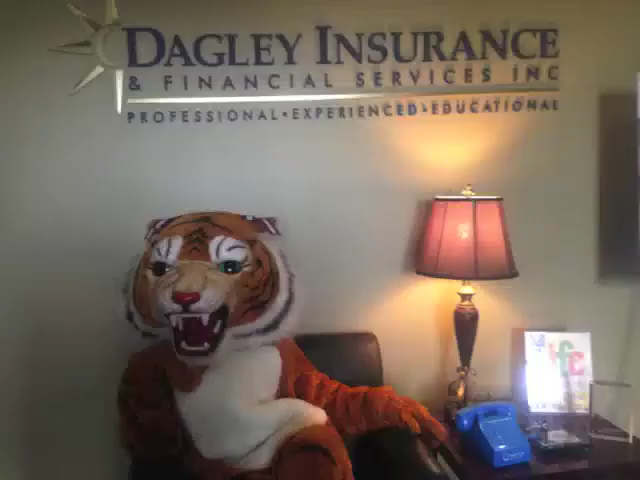 DAGLEY INSURANCE
& FINANCIAL SERVICES INC
PROFESSIONAL•EXPERIENCED•EDUCATIONAL